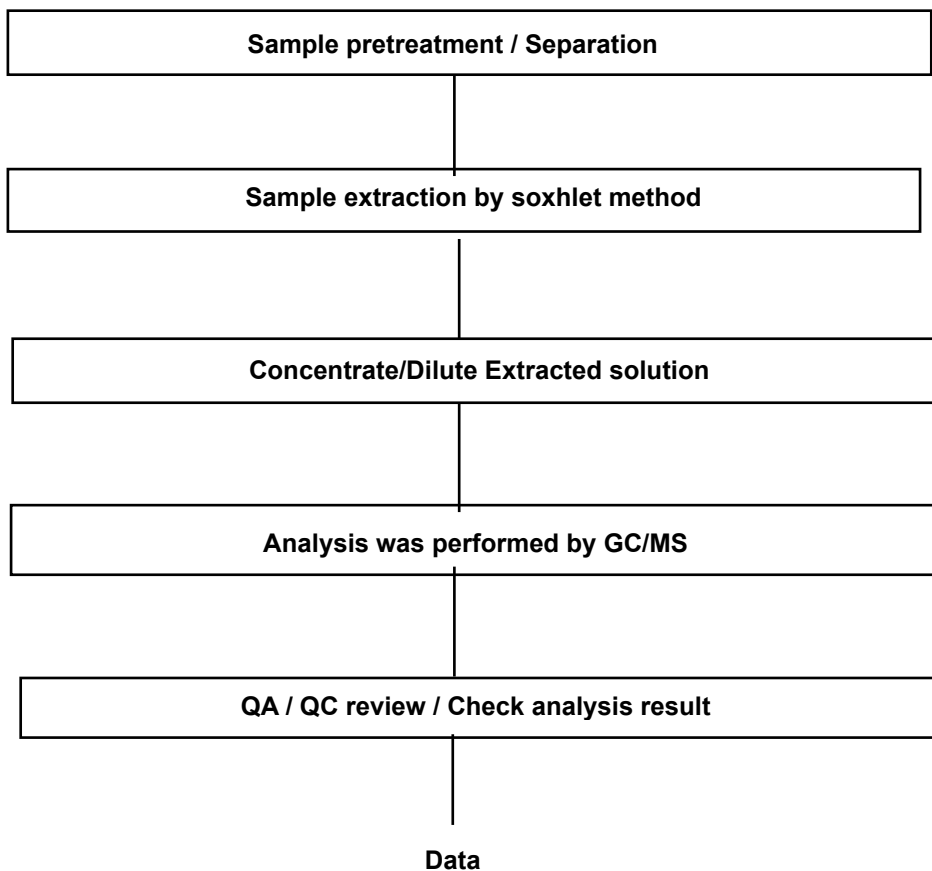 Sample pretreatment / Separation
Sample extraction by soxhlet method
Concentrate/Dilute Extracted solution
Analysis was performed by GC/MS
QA / QC review / Check analysis result
Data